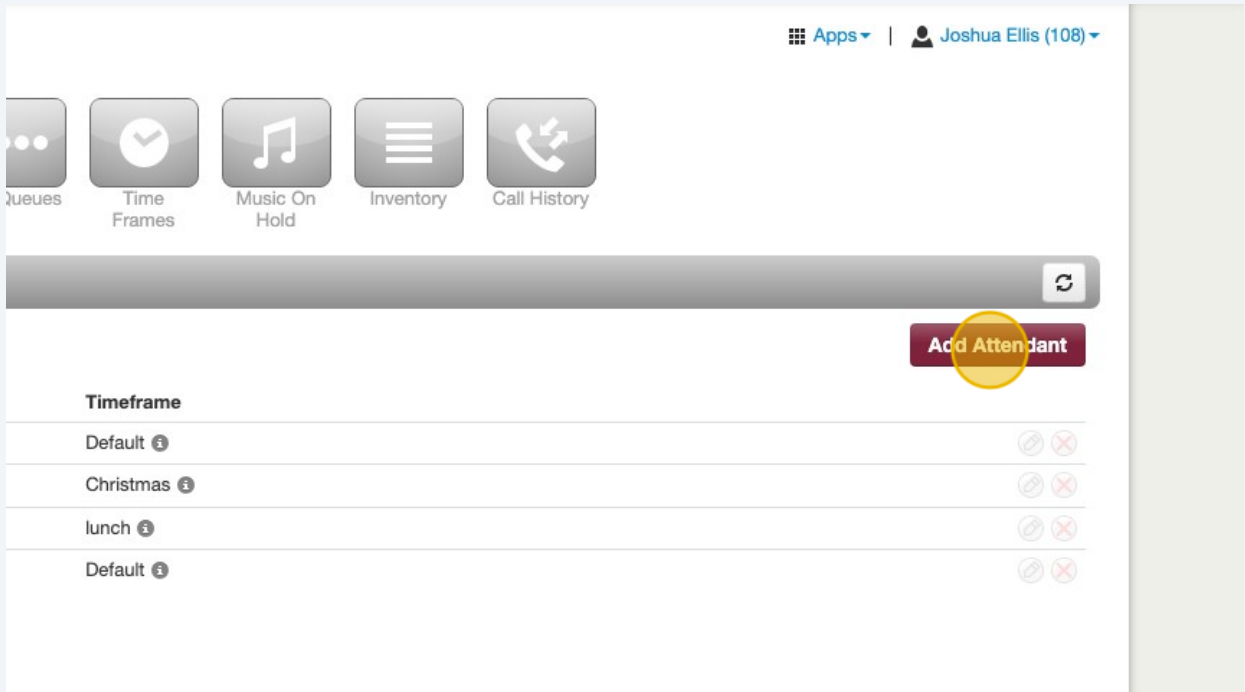 Apps
Joshua Ellis (108)
Queues
Time
Frames
Music On
Hold
Inventory
Call History
Add Attendant
Timeframe
Default
Christmas
lunch
Default